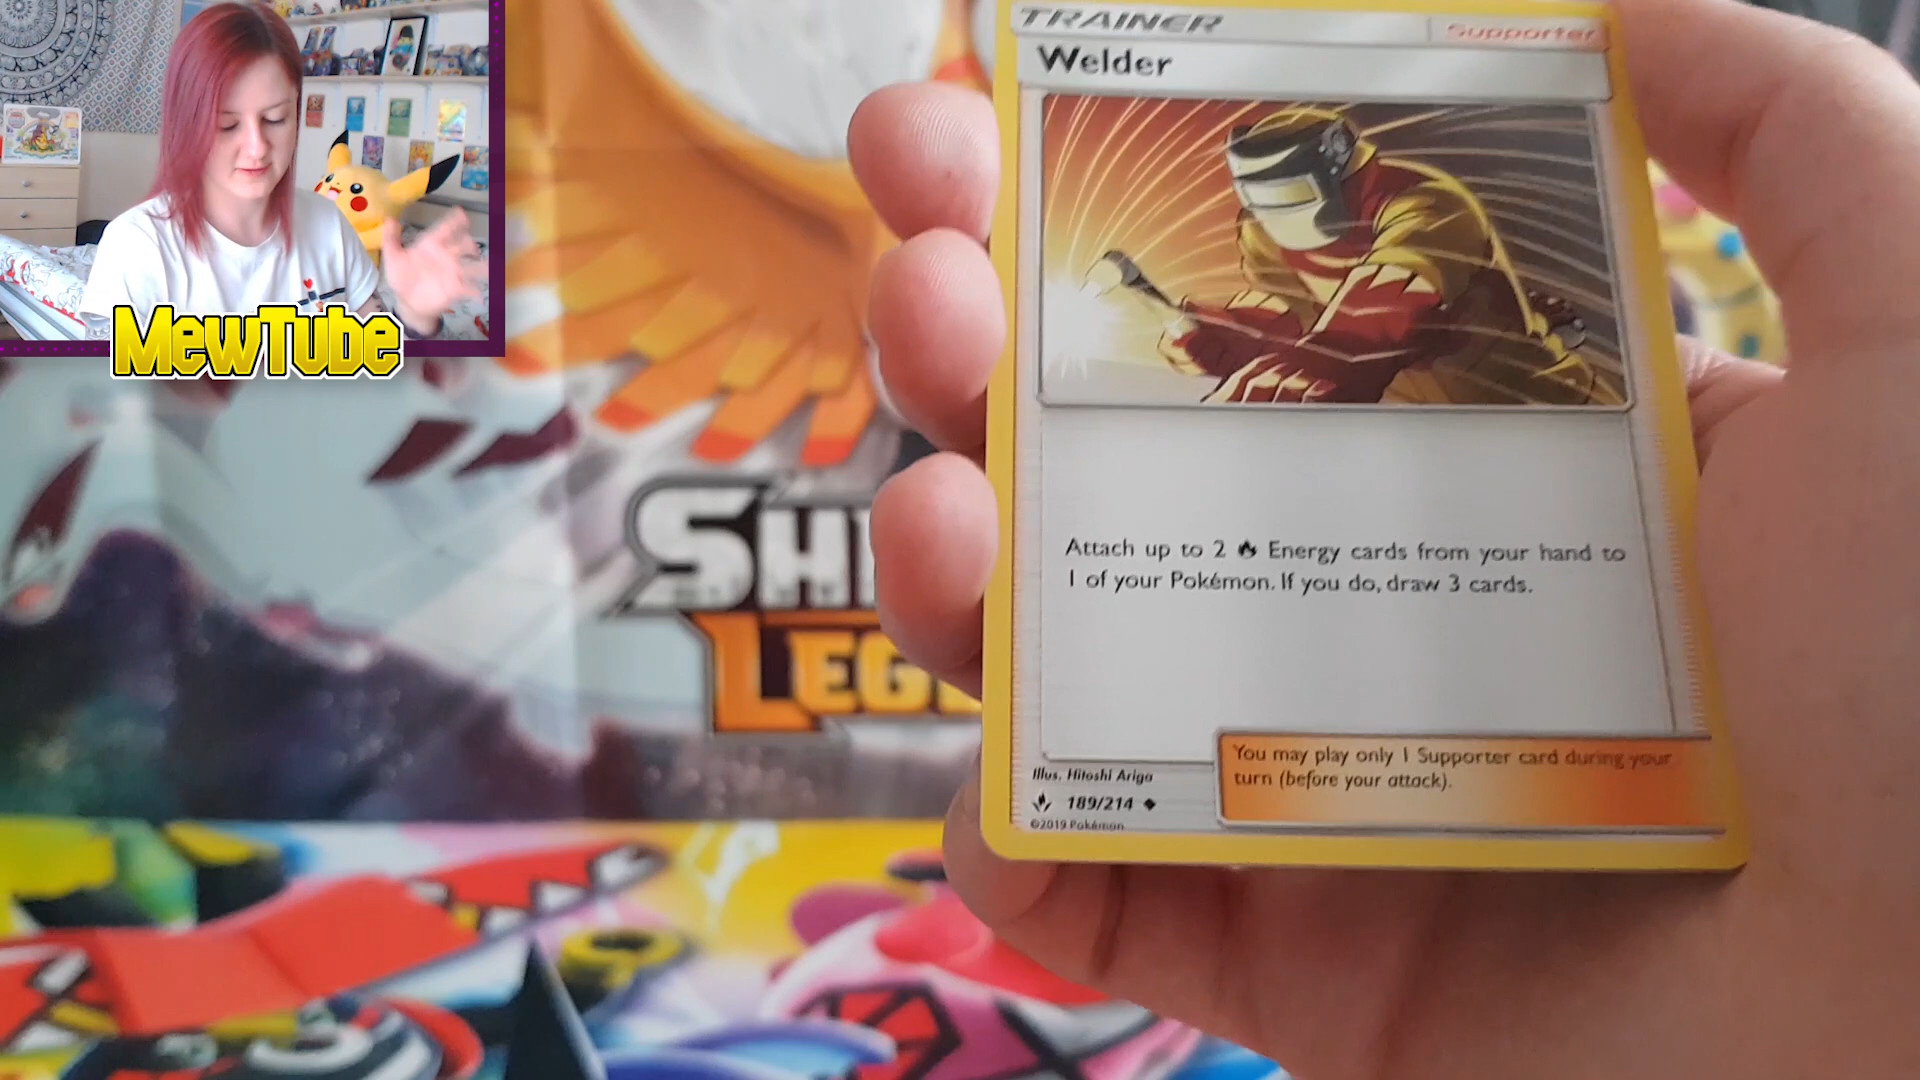 MewTube
TRAINER
Supporter
Welder
Attach up to 2 Energy cards from your hand to
1 of your Pokémon. If you do, draw 3 cards.
You may play only 1 Supporter card during your
turn (before your attack).
Illus. Hitoshi Ariga
189/214
©2019 Pokémon